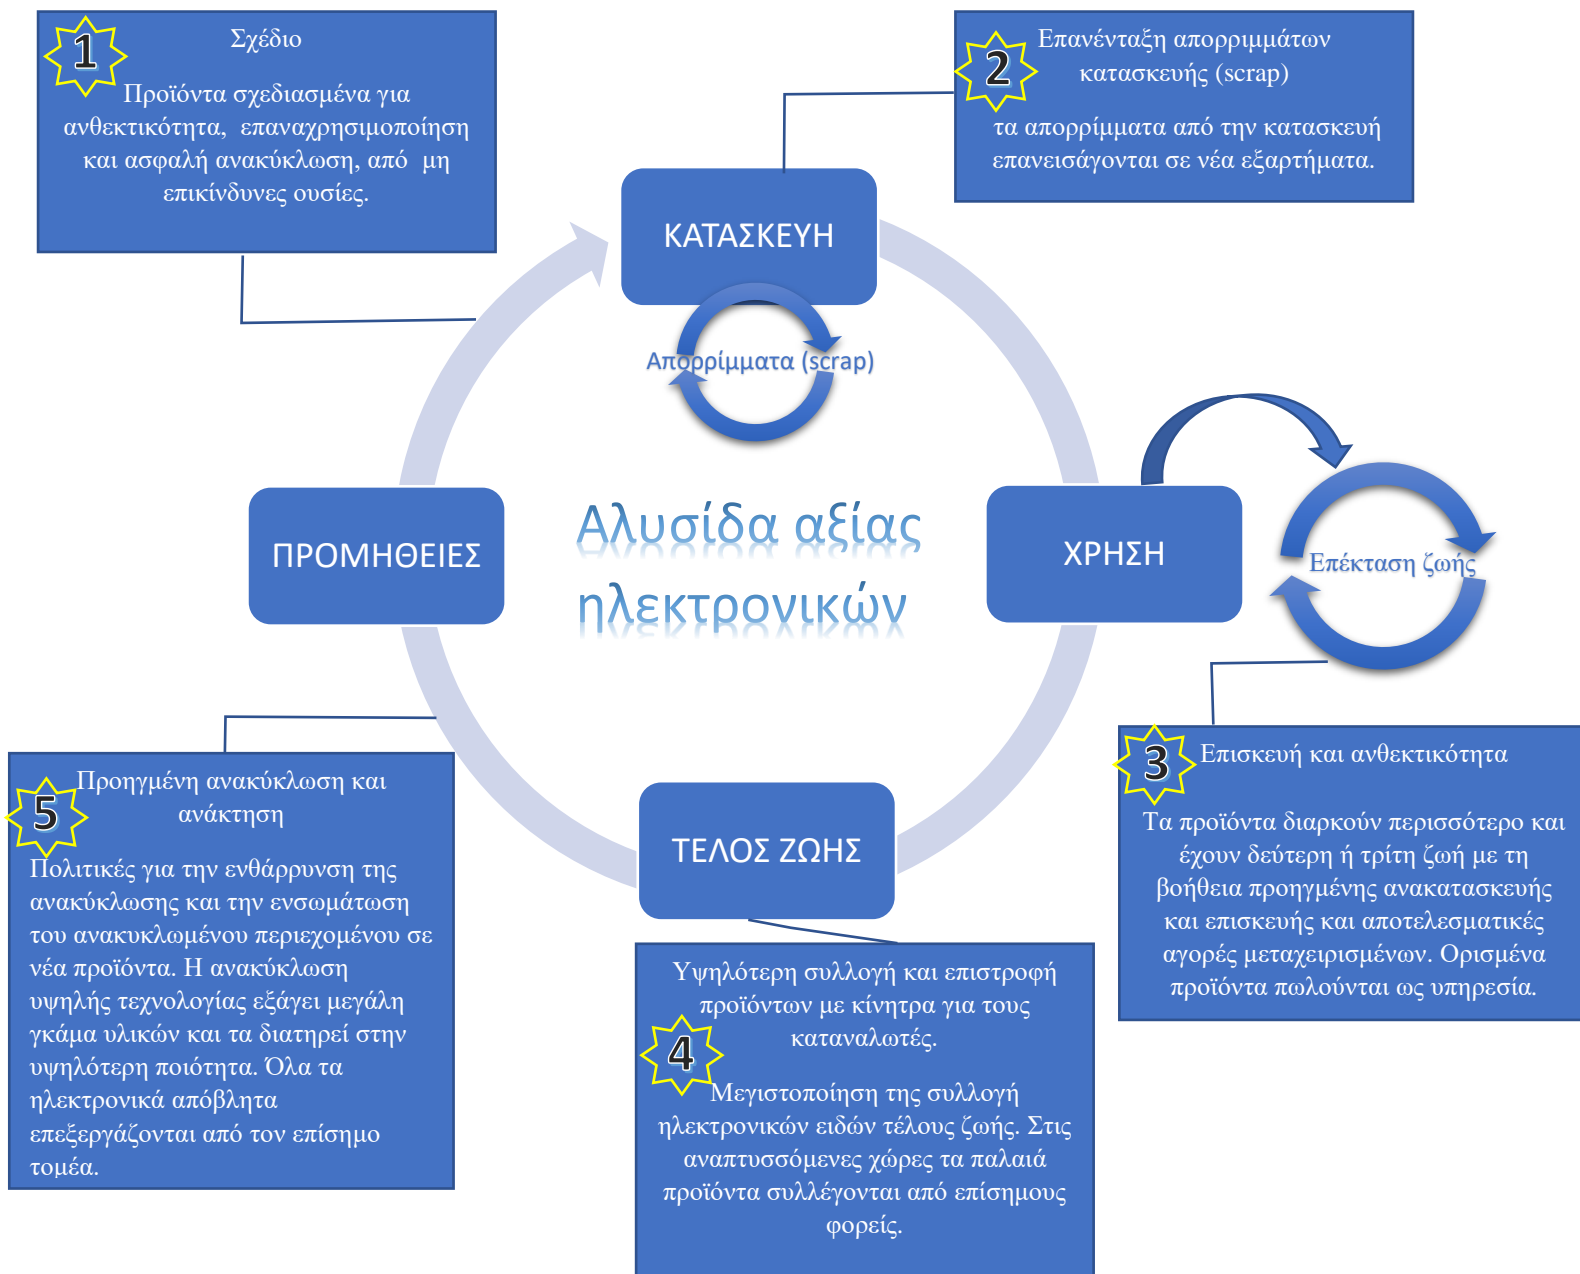 1
Σχέδιο
Προϊόντα σχεδιασμένα για
ανθεκτικότητα, επαναχρησιμοποίηση
και ασφαλή ανακύκλωση, από μη
επικίνδυνες ουσίες.
2
Επανένταξη απορριμμάτων
κατασκευής (scrap)
τα απορρίμματα από την κατασκευή
επανεισάγονται σε νέα εξαρτήματα.
ΚΑΤΑΣΚΕΥΗ
Απορρίμματα (scrap)
ΠΡΟΜΗΘΕΙΕΣ
Αλυσίδα αξίας
ηλεκτρονικών
ΧΡΗΣΗ
Επέκταση ζωής
ΤΕΛΟΣ ΖΩΗΣ
3
Επισκευή και ανθεκτικότητα
Τα προϊόντα διαρκούν περισσότερο και
έχουν δεύτερη ή τρίτη ζωή με τη
βοήθεια προηγμένης ανακατασκευής
και επισκευής και αποτελεσματικές
αγορές μεταχειρισμένων. Ορισμένα
προϊόντα πωλούνται ως υπηρεσία.
4
Υψηλότερη συλλογή και επιστροφή
προϊόντων με κίνητρα για τους
καταναλωτές.
Μεγιστοποίηση της συλλογή
ηλεκτρονικών ειδών τέλους ζωής. Στις
αναπτυσσόμενες χώρες τα παλαιά
προϊόντα συλλέγονται από επίσημους
φορείς.
5
Προηγμένη ανακύκλωση και
ανάκτηση
Πολιτικές για την ενθάρρυνση της
ανακύκλωσης και την ενσωμάτωση
του ανακυκλωμένου περιεχομένου σε
νέα προϊόντα. Η ανακύκλωση
υψηλής τεχνολογίας εξάγει μεγάλη
γκάμα υλικών και τα διατηρεί στην
υψηλότερη ποιότητα. Όλα τα
ηλεκτρονικά απόβλητα
επεξεργάζονται από τον επίσημο
τομέα.